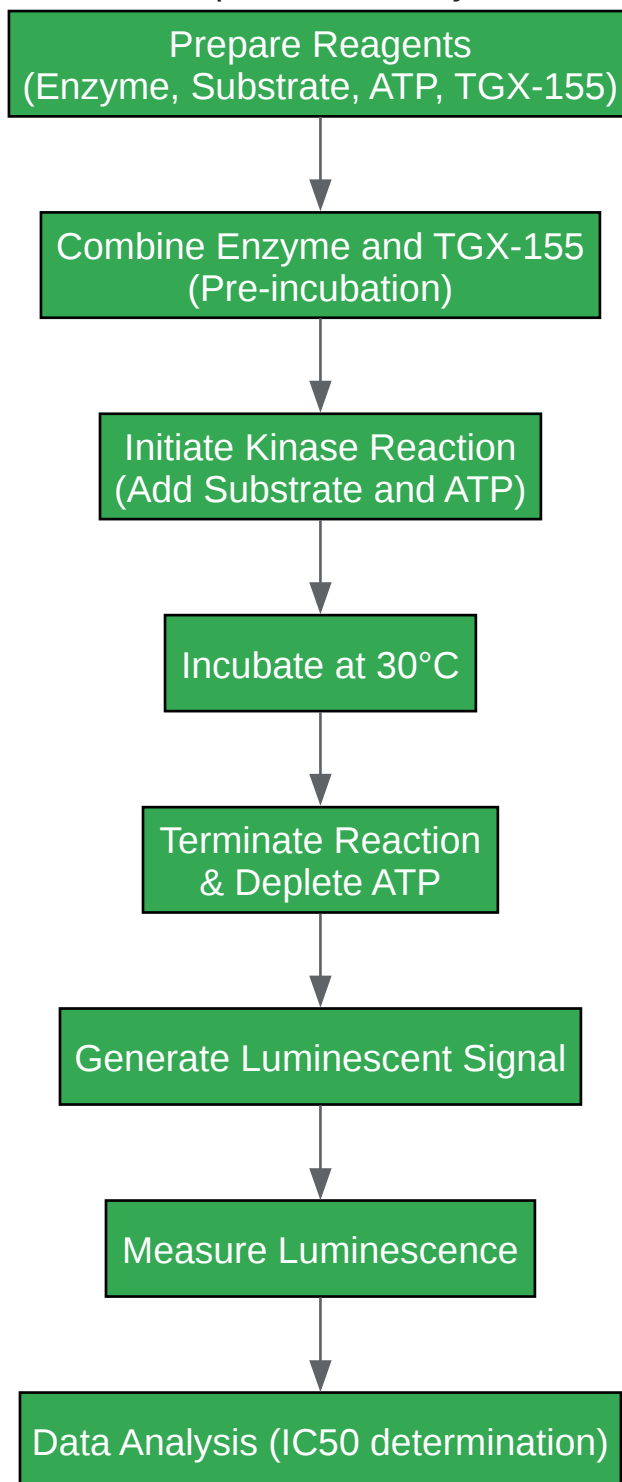 Prepare Reagents
(Enzyme, Substrate, ATP, TGX-155)
Combine Enzyme and TGX-155
(Pre-incubation)
Initiate Kinase Reaction
(Add Substrate and ATP)
Incubate at 30°C
Terminate Reaction
& Deplete ATP
Generate Luminescent Signal
Measure Luminescence
Data Analysis (IC50 determination)